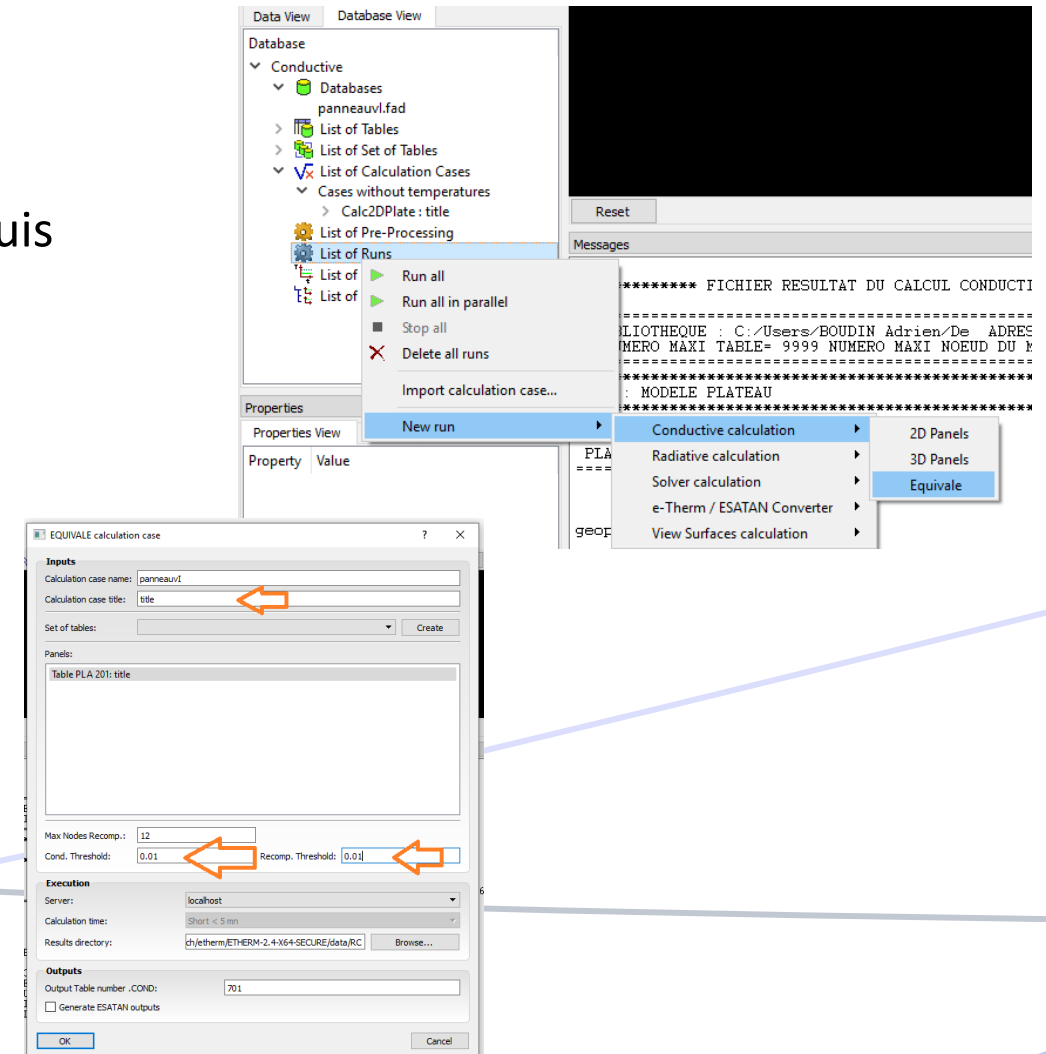 Data View Database View
Database
Conductive
Databases
panneauvI.fad
List of Tables
List of Set of Tables
List of Calculation Cases
Cases without temperatures
Calc2DPlate : title
List of Pre-Processing
List of Runs
List of
List of
uis
Run all
Run all in parallel
Stop all
Delete all runs
Import calculation case...
New run
Conductive calculation
Radiative calculation
Solver calculation
e-Therm / ESATAN Converter
View Surfaces calculation
2D Panels
3D Panels
Equivale
Reset
Messages
******** FICHIER RESULTAT DU CALCUL CONDUCTI
LIOTHEQUE : C:/Users/BOUDIN Adrien/De ADRES
MERO MAXI TABLE= 9999 NUMERO MAXI NOEUD DU M
: MODELE PLATEAU
PLA
geop
Properties
Properties View
Property Value
EQUIVALE calculation case ? ×
Inputs
Calculation case name: panneauvI
Calculation case title: title
Set of tables: Create
Panels:
Table PLA 201: title
Max Nodes Recomp.: 12
Cond. Threshold: 0.01 Recomp. Threshold: 0.01
Execution
Server: localhost
Calculation time: Short < 5 mn
Results directory: ch/etherm/ETHERM-2.4-X64-SECURE/data/RC Browse...
Outputs
Output Table number .COND: 701
Generate ESATAN outputs
OK Cancel